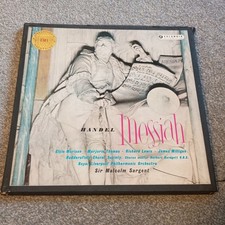 COLUMBIA
HANDEL
Messiah
Elsie Morison · Marjorie Thomas · Richard Lewis · James Milligan
Huddersfield Choral Society
Royal Liverpool Philharmonic Orchestra
Sir Malcolm Sargent